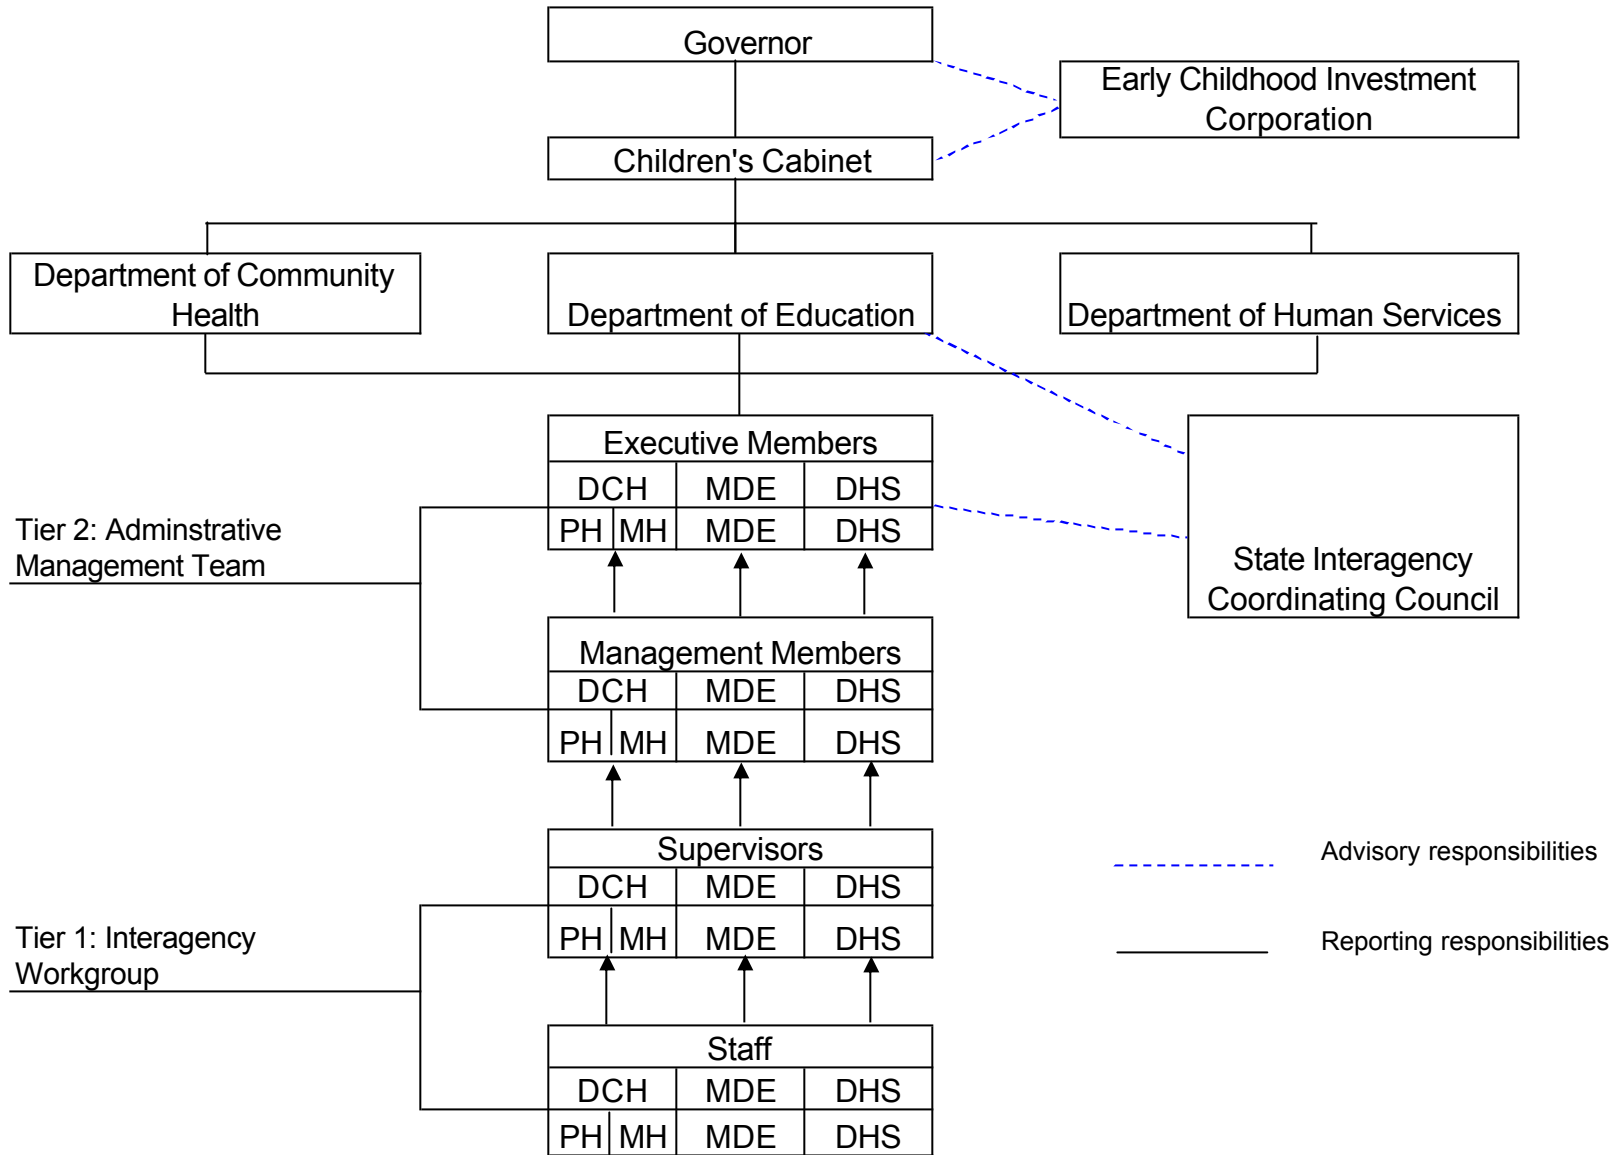 Governor
Early Childhood Investment
Corporation
Children's Cabinet
Department of Community
Health
Department of Education
Department of Human Services
Executive Members
DCH MDE DHS
PH MH MDE DHS
Tier 2: Adminstrative
Management Team
State Interagency
Coordinating Council
Management Members
DCH MDE DHS
PH MH MDE DHS
Supervisors
DCH MDE DHS
PH MH MDE DHS
Advisory responsibilities
Reporting responsibilities
Tier 1: Interagency
Workgroup
Staff
DCH MDE DHS
PH MH MDE DHS